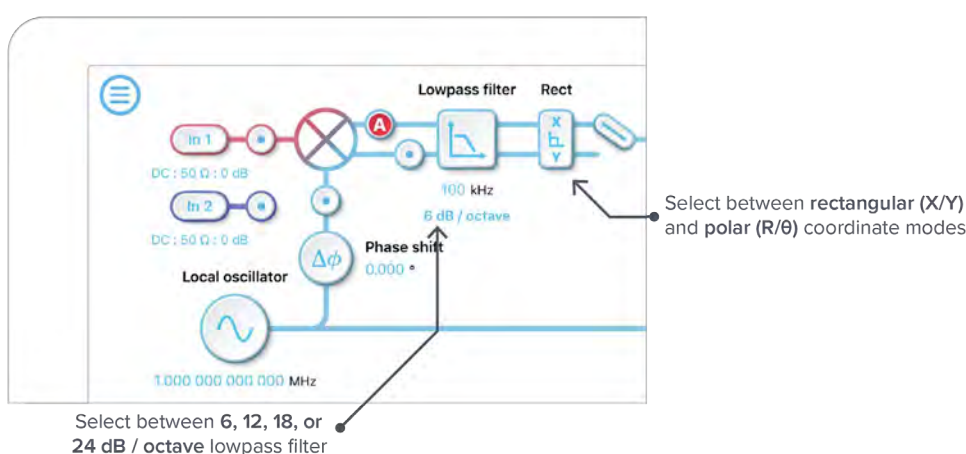 Lowpass filter
Rect
In 1
A
X
Y
DC : 50 Ω : 0 dB
100 kHz
In 2
6 dB / octave
Select between rectangular (X/Y)
and polar (R/θ) coordinate modes
DC : 50 Ω : 0 dB
Δϕ
Phase shift
0.000 °
Local oscillator
1.000 000 000 000 MHz
Select between 6, 12, 18, or
24 dB / octave lowpass filter